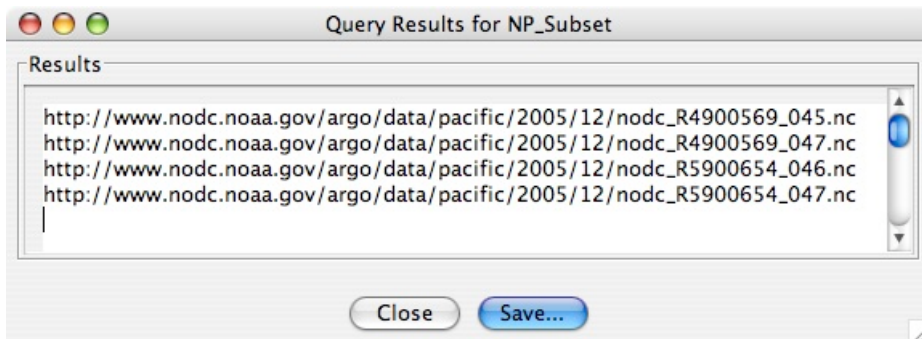 Query Results for NP_Subset
Results
http://www.nodc.noaa.gov/argo/data/pacific/2005/12/nodc_R4900569_045.nc
http://www.nodc.noaa.gov/argo/data/pacific/2005/12/nodc_R4900569_047.nc
http://www.nodc.noaa.gov/argo/data/pacific/2005/12/nodc_R5900654_046.nc
http://www.nodc.noaa.gov/argo/data/pacific/2005/12/nodc_R5900654_047.nc
Close Save...